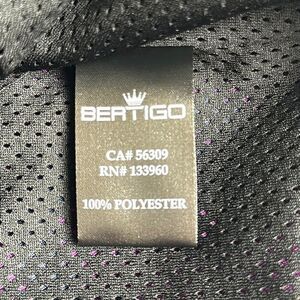 BERTIGO
CA# 56309
RN# 133960
100% POLYESTER